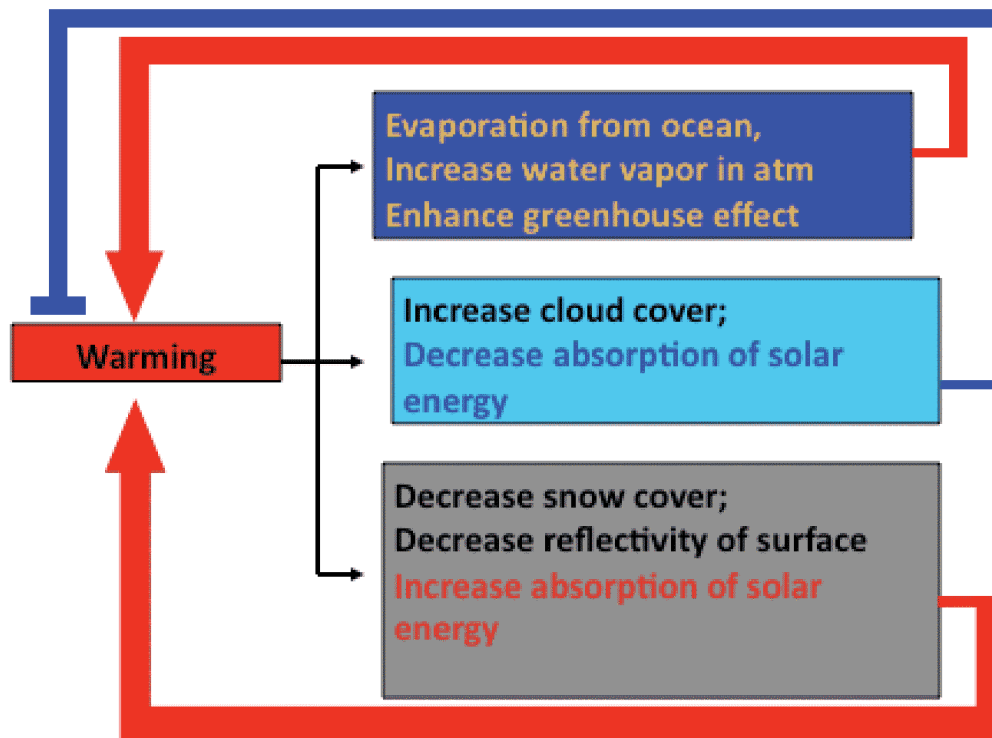 Evaporation from ocean,
Increase water vapor in atm
Enhance greenhouse effect
Increase cloud cover;
Decrease absorption of solar
energy
Warming
Decrease snow cover;
Decrease reflectivity of surface
Increase absorption of solar
energy